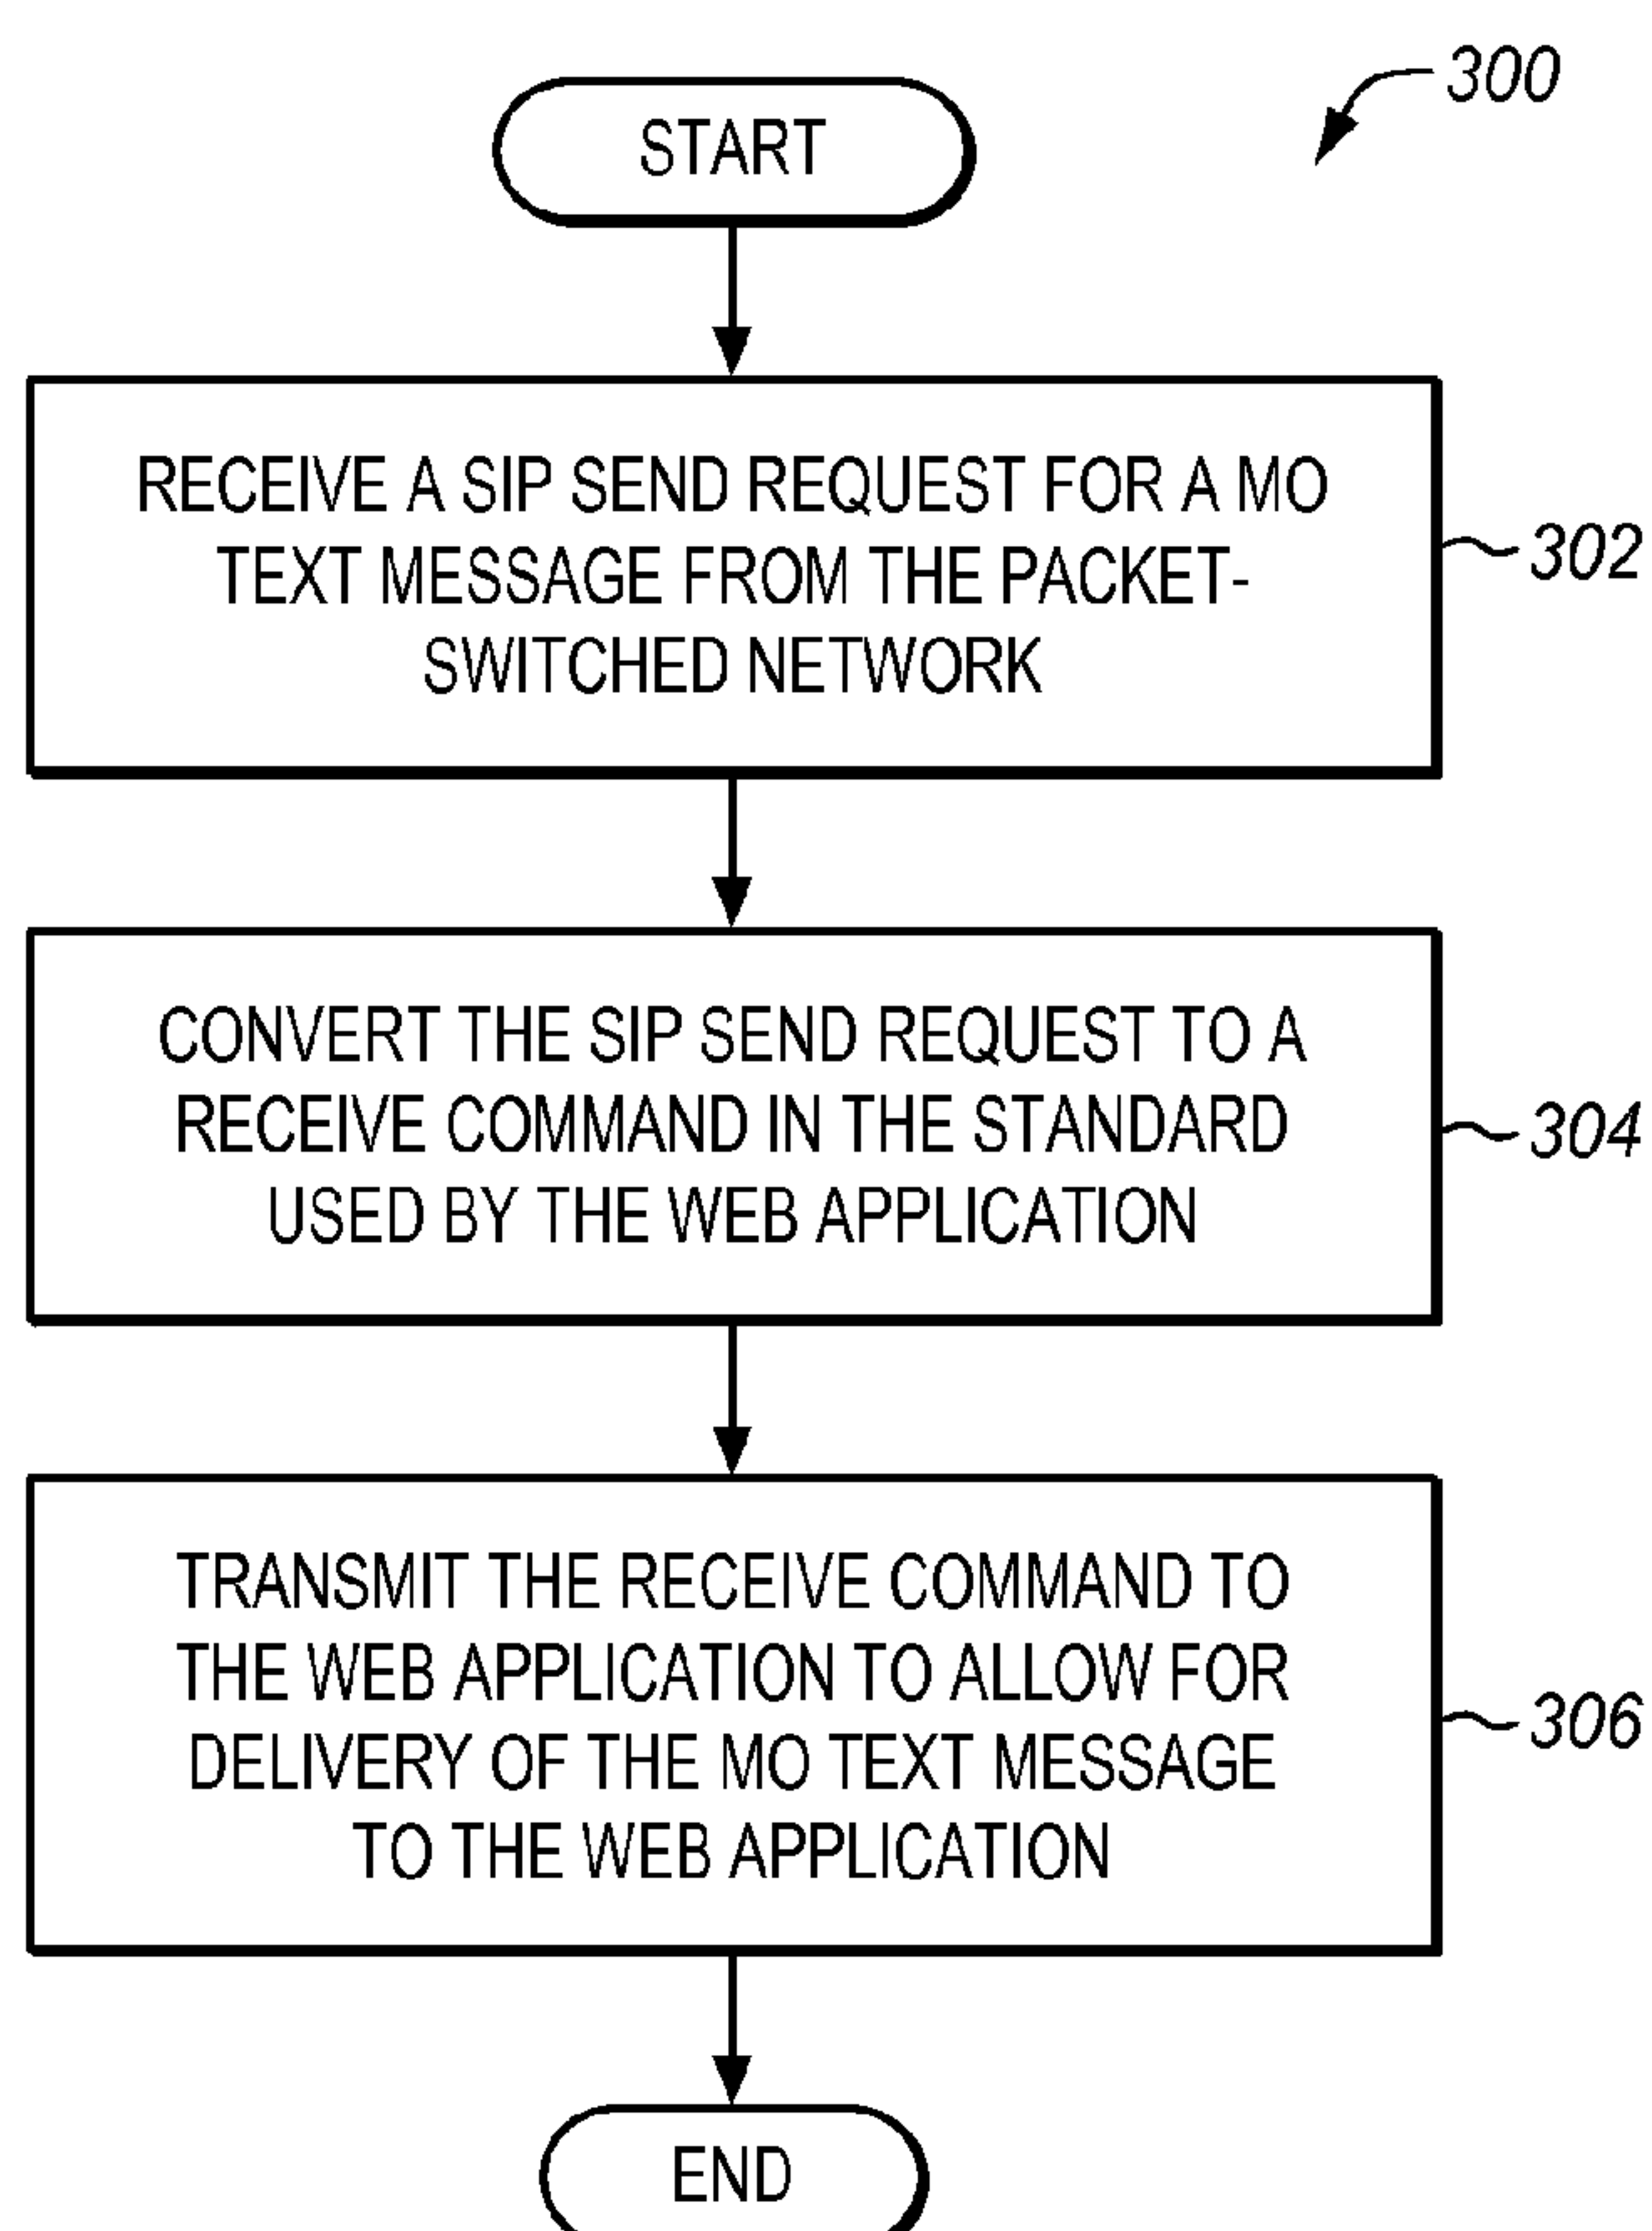 300
START
RECEIVE A SIP SEND REQUEST FOR A MO
TEXT MESSAGE FROM THE PACKET-
SWITCHED NETWORK
302
CONVERT THE SIP SEND REQUEST TO A
RECEIVE COMMAND IN THE STANDARD
USED BY THE WEB APPLICATION
304
TRANSMIT THE RECEIVE COMMAND TO
THE WEB APPLICATION TO ALLOW FOR
DELIVERY OF THE MO TEXT MESSAGE
TO THE WEB APPLICATION
306
END